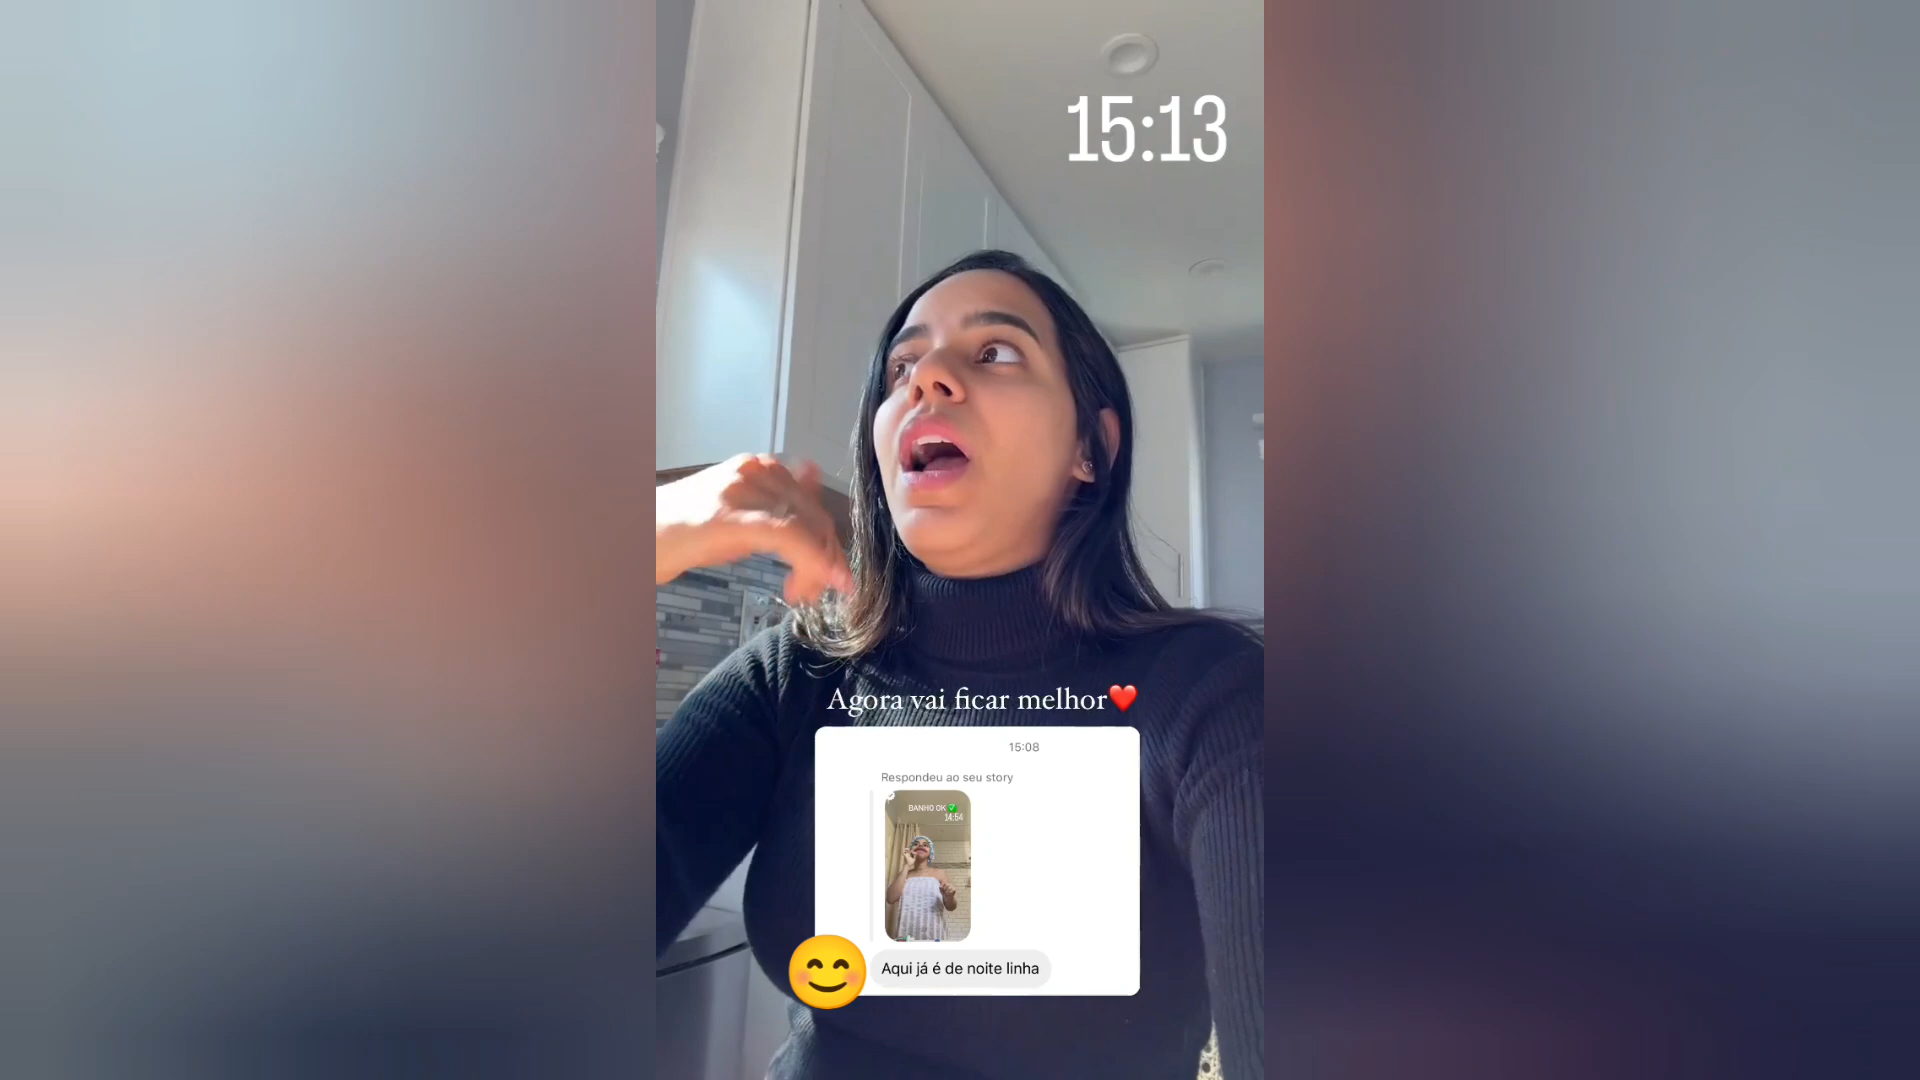 15:13
Agora vai ficar melhor❤️
15:08
Respondeu ao seu story
BANHO OK ✅
14:54
Aqui já é de noite linha